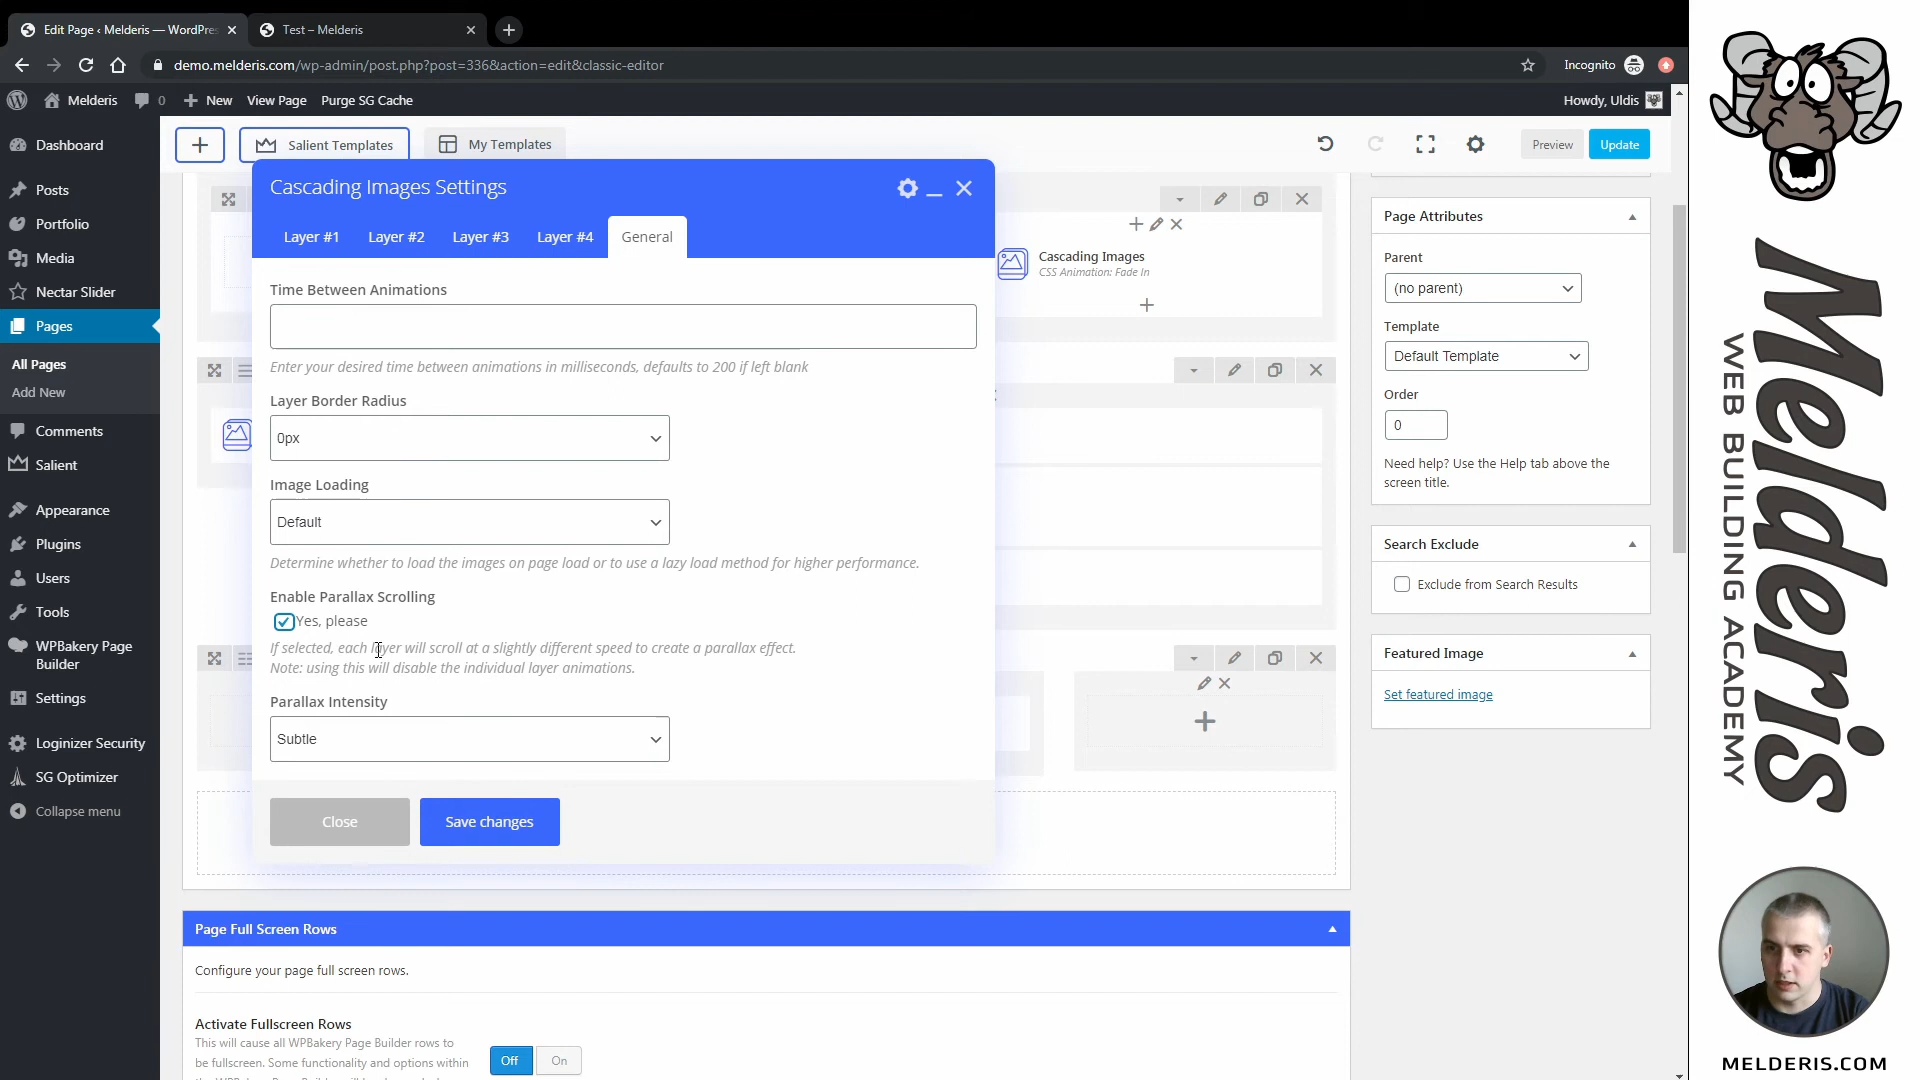 Edit Page ‹ Melderis — WordPres
Test – Melderis
demo.melderis.com/wp-admin/post.php?post=336&action=edit&classic-editor
Incognito
Melderis
0
New
View Page
Purge SG Cache
Howdy, Uldis
Dashboard
Posts
Portfolio
Media
Nectar Slider
Pages
All Pages
Add New
Comments
Salient
Appearance
Plugins
Users
Tools
WPBakery Page
Builder
Settings
Loginizer Security
SG Optimizer
Collapse menu
Salient Templates
My Templates
Preview
Update
Cascading Images Settings
Layer #1
Layer #2
Layer #3
Layer #4
General
Time Between Animations
Enter your desired time between animations in milliseconds, defaults to 200 if left blank
Layer Border Radius
0px
Image Loading
Default
Determine whether to load the images on page load or to use a lazy load method for higher performance.
Enable Parallax Scrolling
Yes, please
If selected, each layer will scroll at a slightly different speed to create a parallax effect.
Note: using this will disable the individual layer animations.
Parallax Intensity
Subtle
Close
Save changes
Cascading Images
CSS Animation: Fade In
Page Full Screen Rows
Configure your page full screen rows.
Activate Fullscreen Rows
This will cause all WPBakery Page Builder rows to
be fullscreen. Some functionality and options within
Off
On
Page Attributes
Parent
(no parent)
Template
Default Template
Order
0
Need help? Use the Help tab above the
screen title.
Search Exclude
Exclude from Search Results
Featured Image
Set featured image
Melderis
WEB BUILDING ACADEMY
MELDERIS.COM